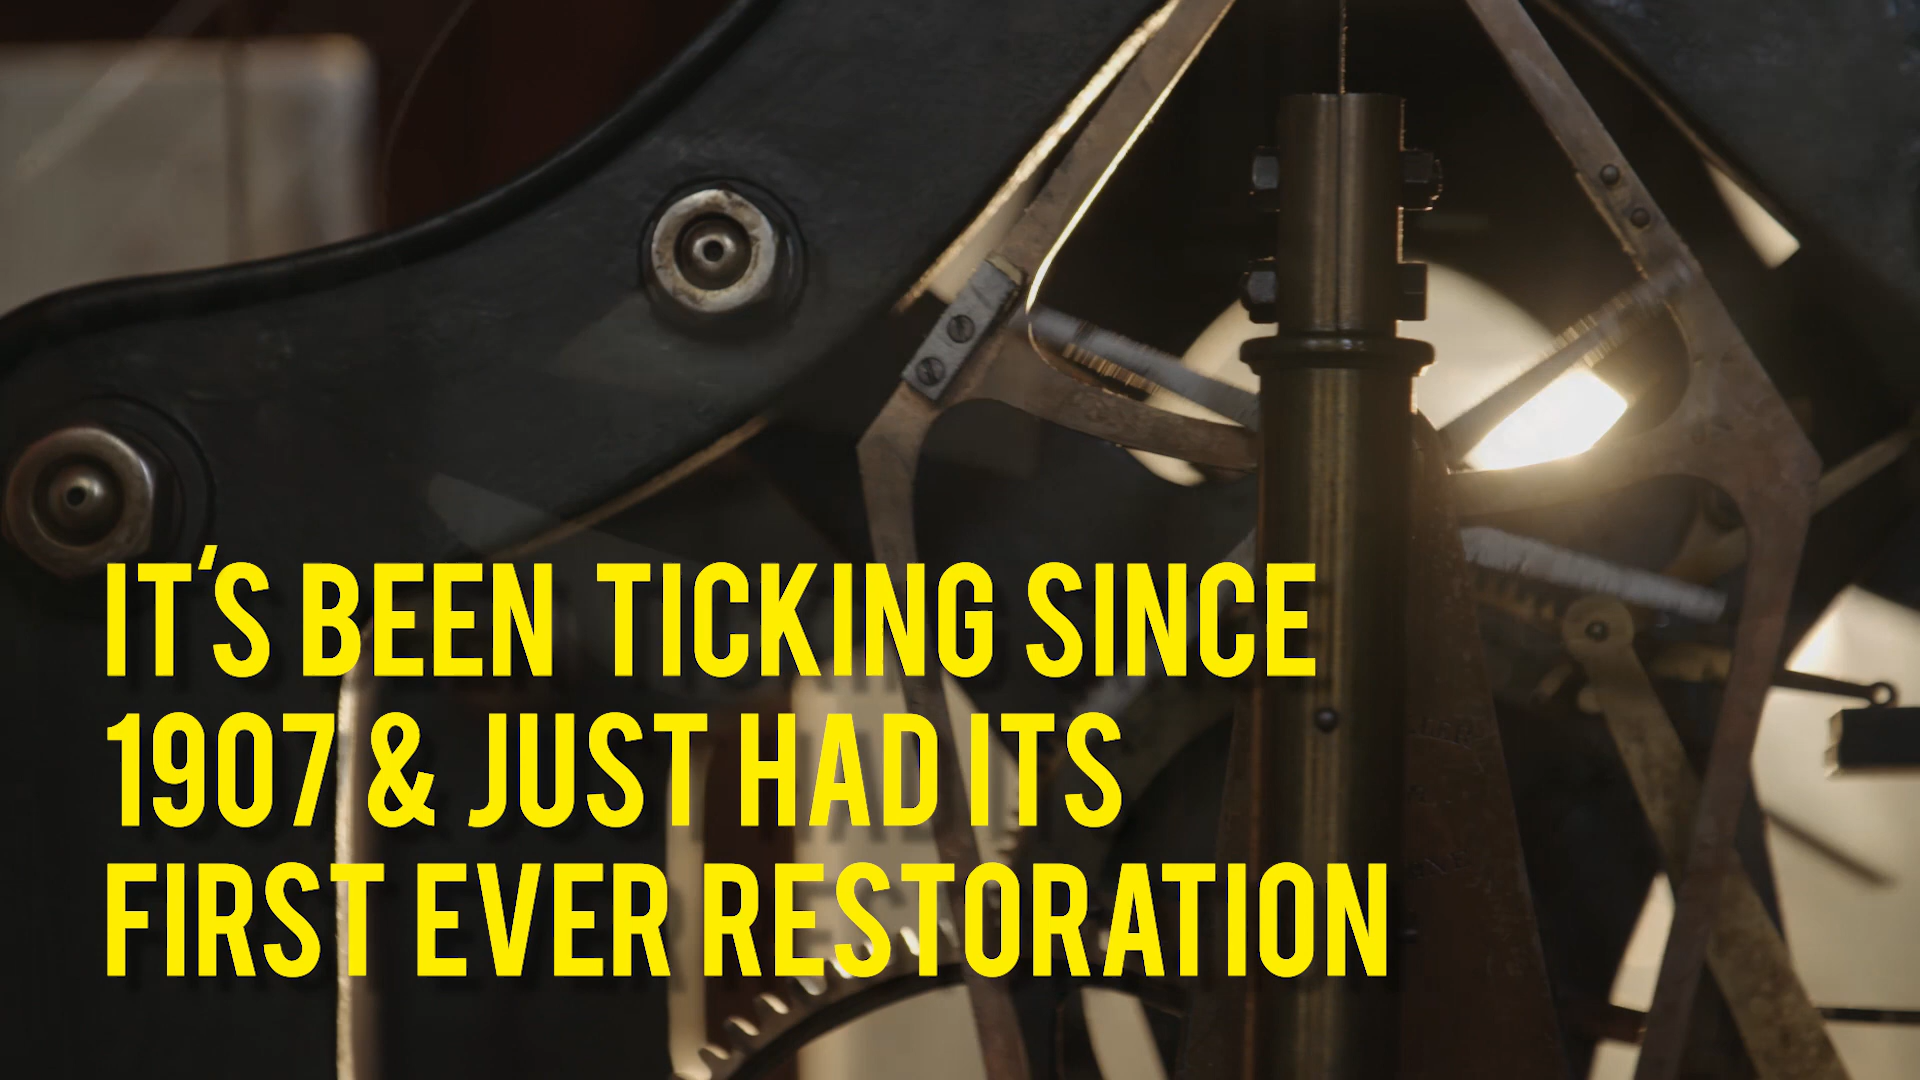 IT'S BEEN TICKING SINCE
1907 & JUST HAD ITS
FIRST EVER RESTORATION